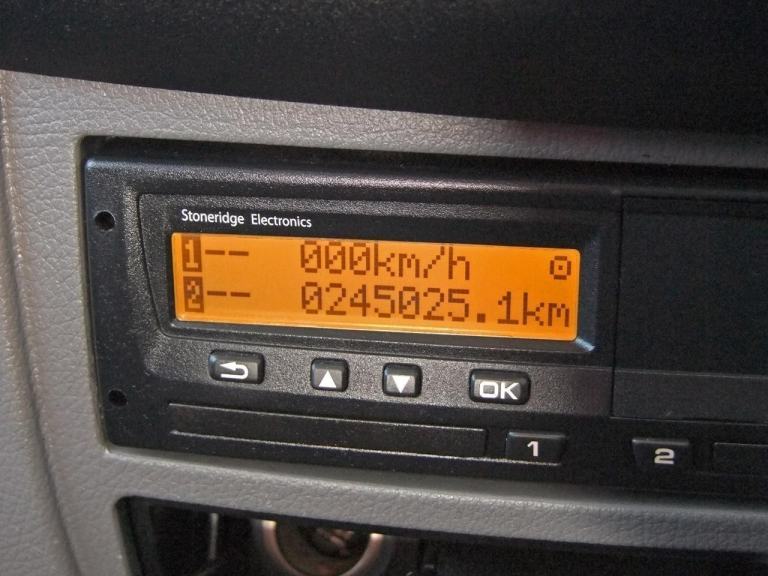 Stoneridge Electronics
1-- 000km/h
2-- 0245025.1km
OK
1
2